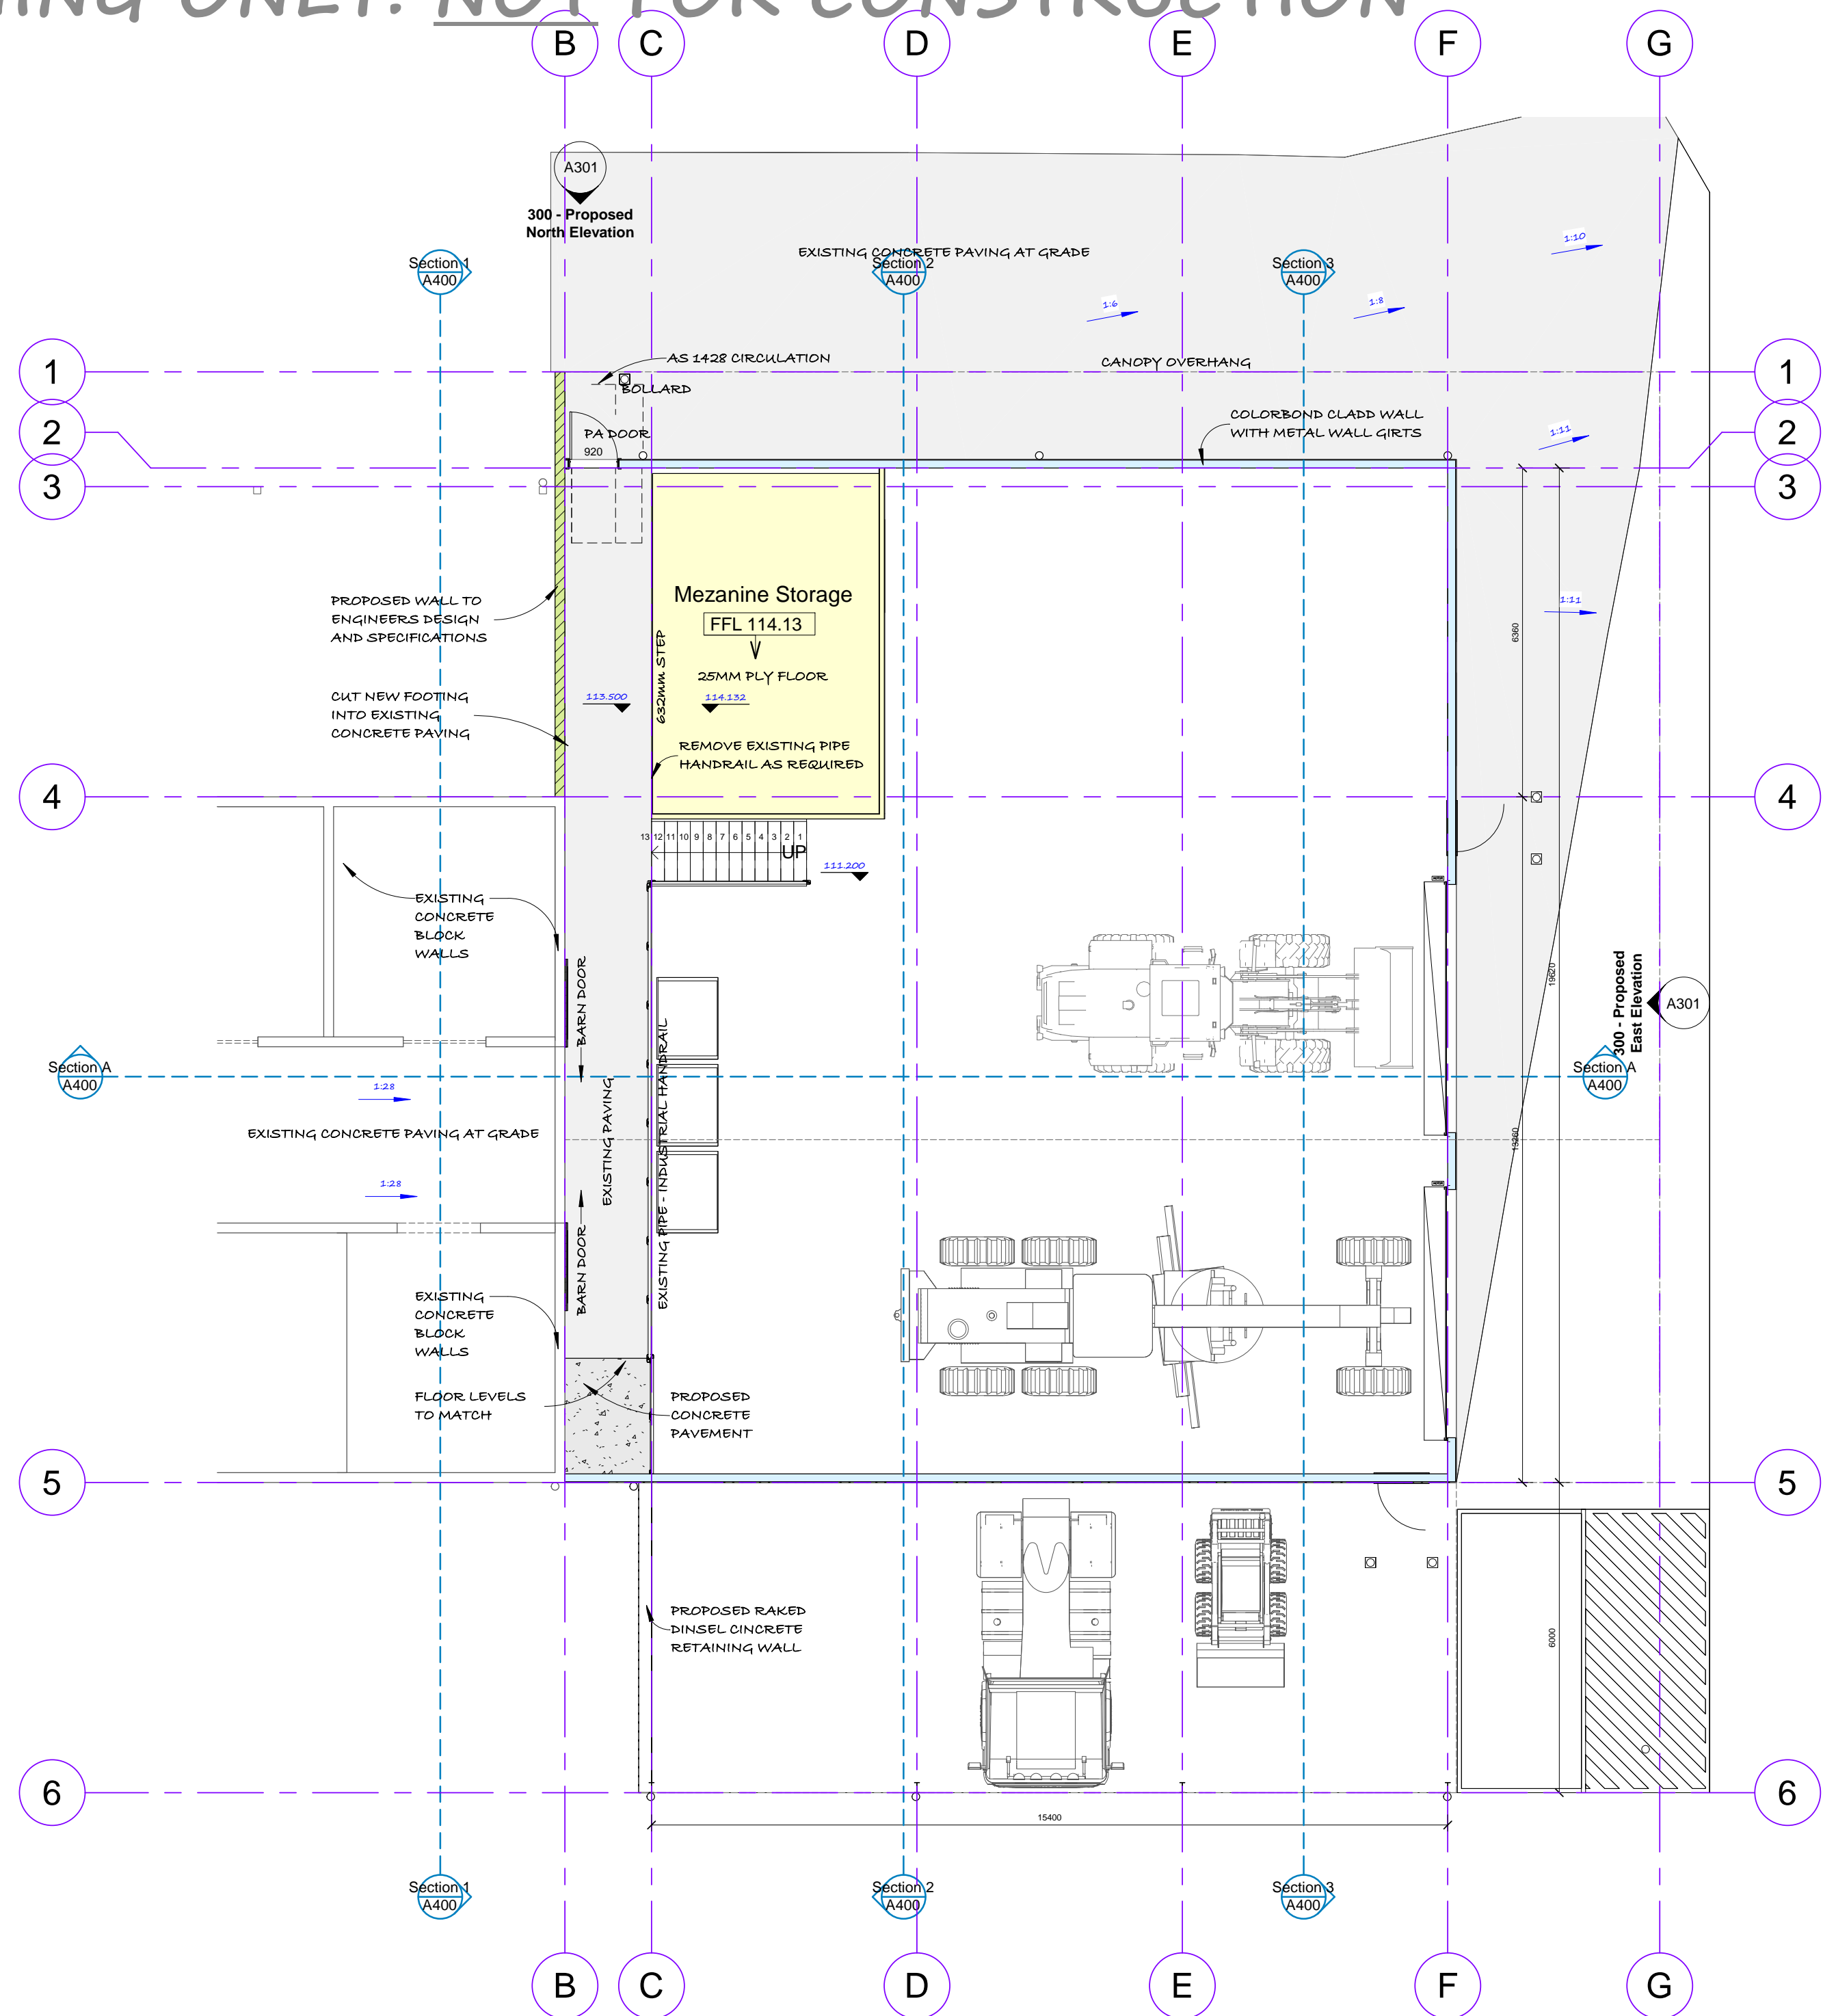 ING ONLY. NOT FOR CONSTRUCTION
B
C
D
E
F
G
A301
300 - Proposed
North Elevation
EXISTING CONCRETE PAVING AT GRADE
1:10
Section 1
A400
Section 2
A400
Section 3
A400
1:6
1:8
AS 1428 CIRCULATION
CANOPY OVERHANG
1
1
BOLLARD
COLORBOND CLADD WALL
WITH METAL WALL GIRTS
1:11
2
PA DOOR
920
2
3
3
Mezanine Storage
FFL 114.13
25MM PLY FLOOR
PROPOSED WALL TO
ENGINEERS DESIGN
AND SPECIFICATIONS
1:11
6360
632mm STEP
CUT NEW FOOTING
INTO EXISTING
CONCRETE PAVING
113.500
114.132
REMOVE EXISTING PIPE
HANDRAIL AS REQUIRED
4
4
13 12 11 10 9 8 7 6 5 4 3 2 1
UP
111.200
EXISTING
CONCRETE
BLOCK
WALLS
BARN DOOR
19620
300 - Proposed
East Elevation
A301
Section A
A400
Section A
A400
1:28
EXISTING PAVING
EXISTING PIPE - INDUSTRIAL HANDRAIL
EXISTING CONCRETE PAVING AT GRADE
13260
1:28
BARN DOOR
EXISTING
CONCRETE
BLOCK
WALLS
FLOOR LEVELS
TO MATCH
PROPOSED
CONCRETE
PAVEMENT
5
5
PROPOSED RAKED
DINSEL CINCRETE
RETAINING WALL
6000
6
6
15400
Section 1
A400
Section 2
A400
Section 3
A400
B
C
D
E
F
G